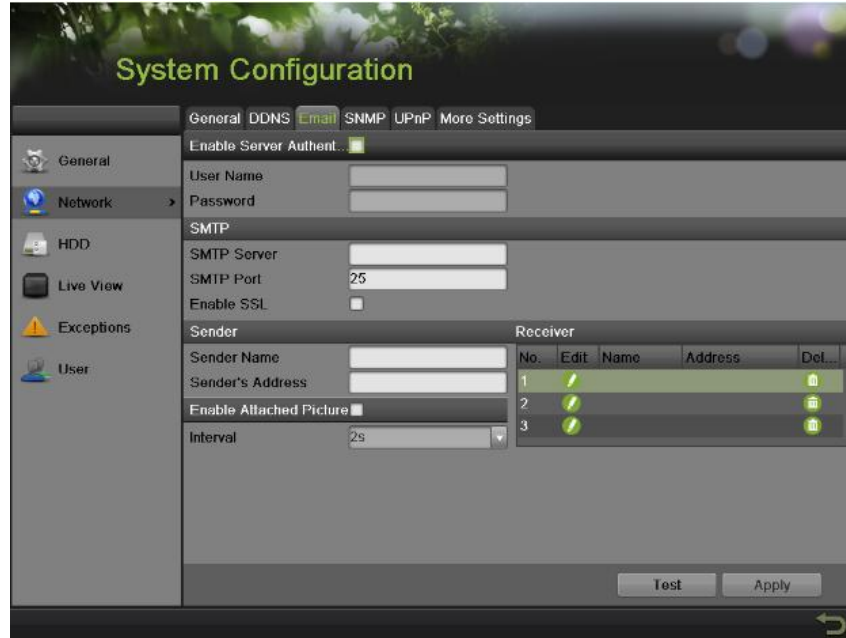 System Configuration
General DDNS Email SNMP UPnP More Settings
General
Network
HDD
Live View
Exceptions
User
Enable Server Authent...
User Name
Password
SMTP
SMTP Server
SMTP Port 25
Enable SSL
Sender
Sender Name
Sender's Address
Enable Attached Picture
Interval 2s
Receiver
No. Edit Name Address Del...
1
2
3
Test Apply